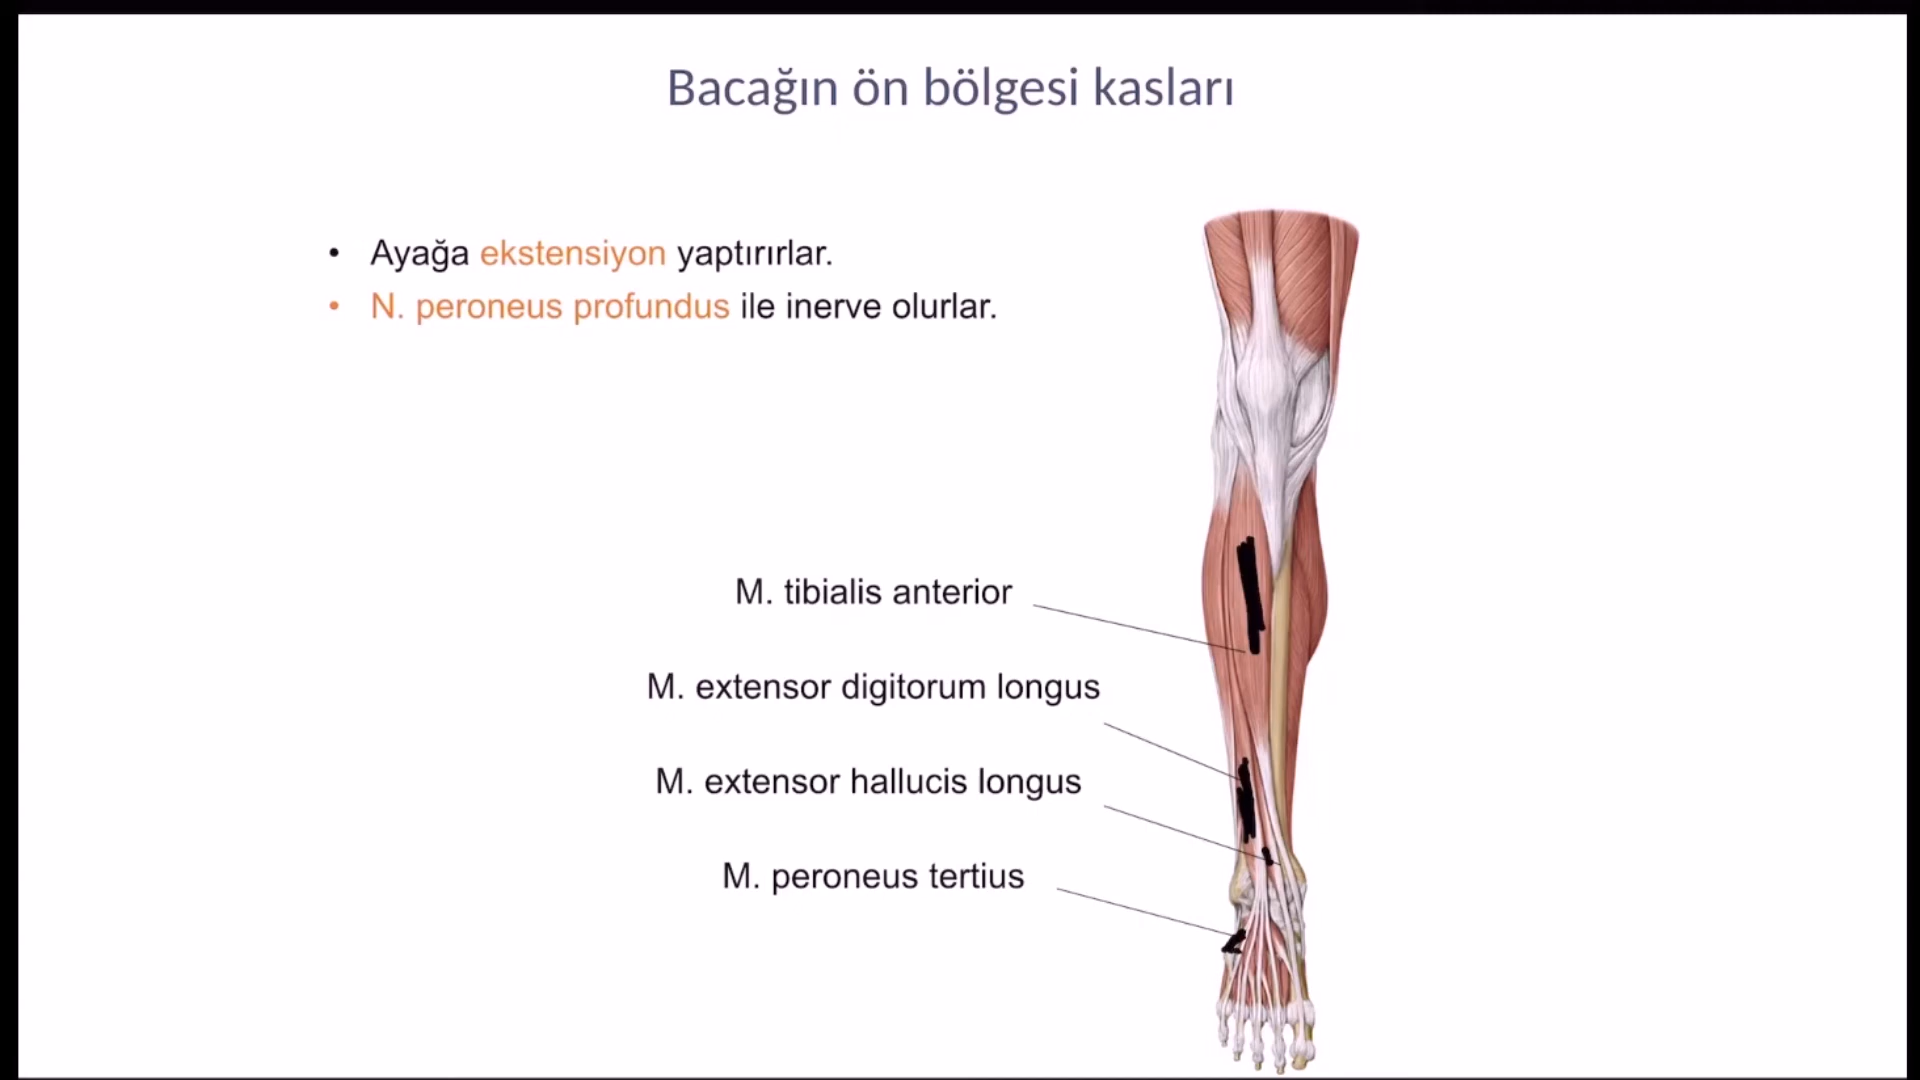 Bacağın ön bölgesi kasları
• Ayağa ekstensiyon yaptırırlar.
• N. peroneus profundus ile inerve olurlar.
M. tibialis anterior
M. extensor digitorum longus
M. extensor hallucis longus
M. peroneus tertius